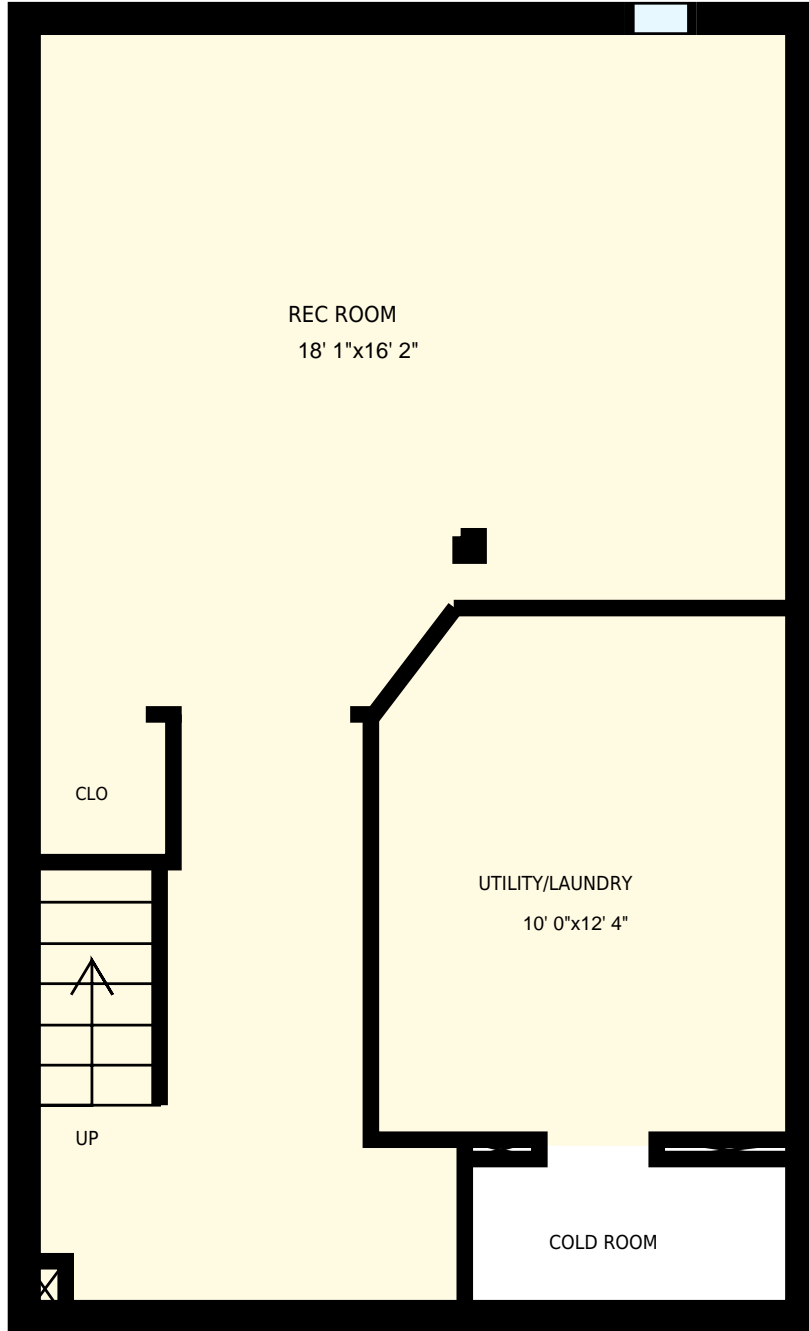 REC ROOM
18' 1"x16' 2"
CLO
UTILITY/LAUNDRY
10' 0"x12' 4"
UP
COLD ROOM